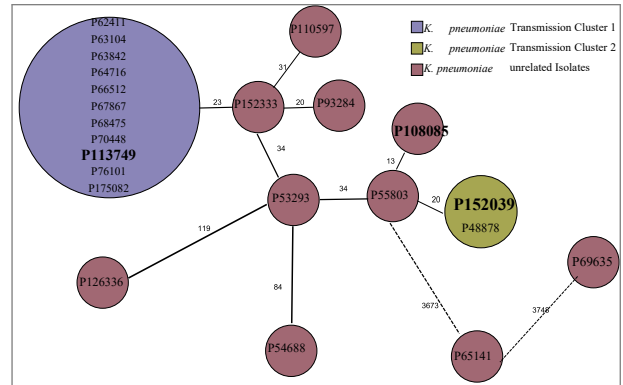 P62411
P63104
P63842
P64716
P66512
P67867
P68475
P70448
P113749
P76101
P175082
K. pneumoniae Transmission Cluster 1
K. pneumoniae Transmission Cluster 2
K. pneumoniae unrelated Isolates
P110597
31
23
P152333
20
P93284
34
P108085
13
P53293
34
P55803
20
P152039
P48878
119
P126336
84
P54688
3673
P65141
3748
P69635